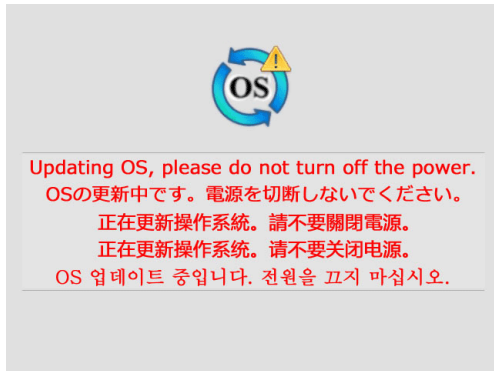 OS
Updating OS, please do not turn off the power.
OSの更新中です。電源を切断しないでください。
正在更新操作系統。請不要關閉電源。
正在更新操作系统。请不要关闭电源。
OS 업데이트 중입니다. 전원을 끄지 마십시오.